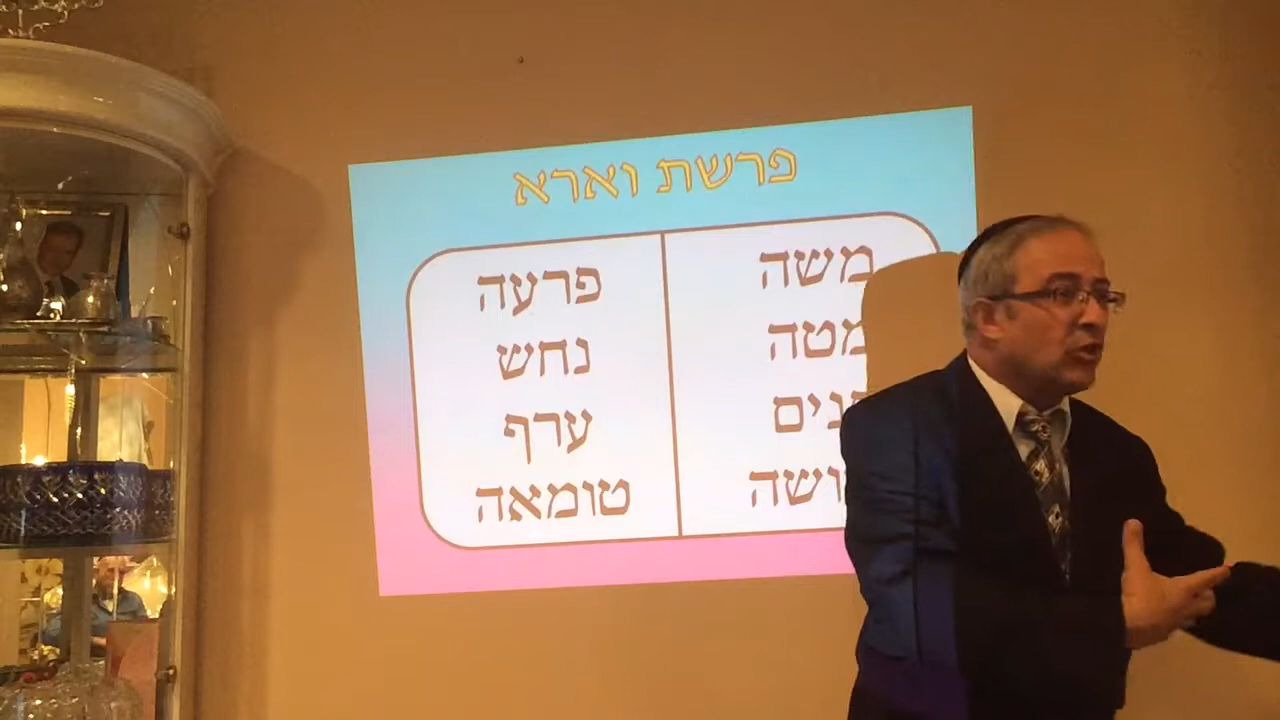 פרשת וארא
משה פרעה
מטה נחש
ערף
טומאה